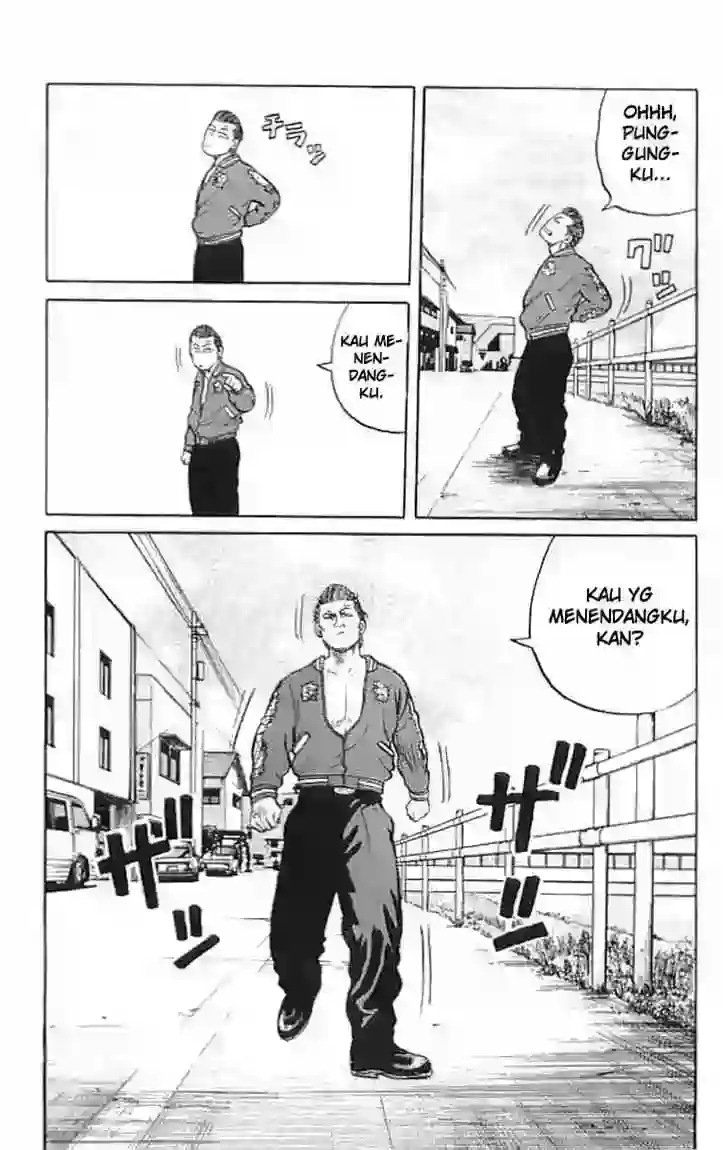 OHHH,
PUNG-
GUNG-
KU...
グッ
チラッ
KAU ME-
NEN-
DANG-
KU.
KAU YG
MENENDANGKU,
KAN?
ザッ
ザッ